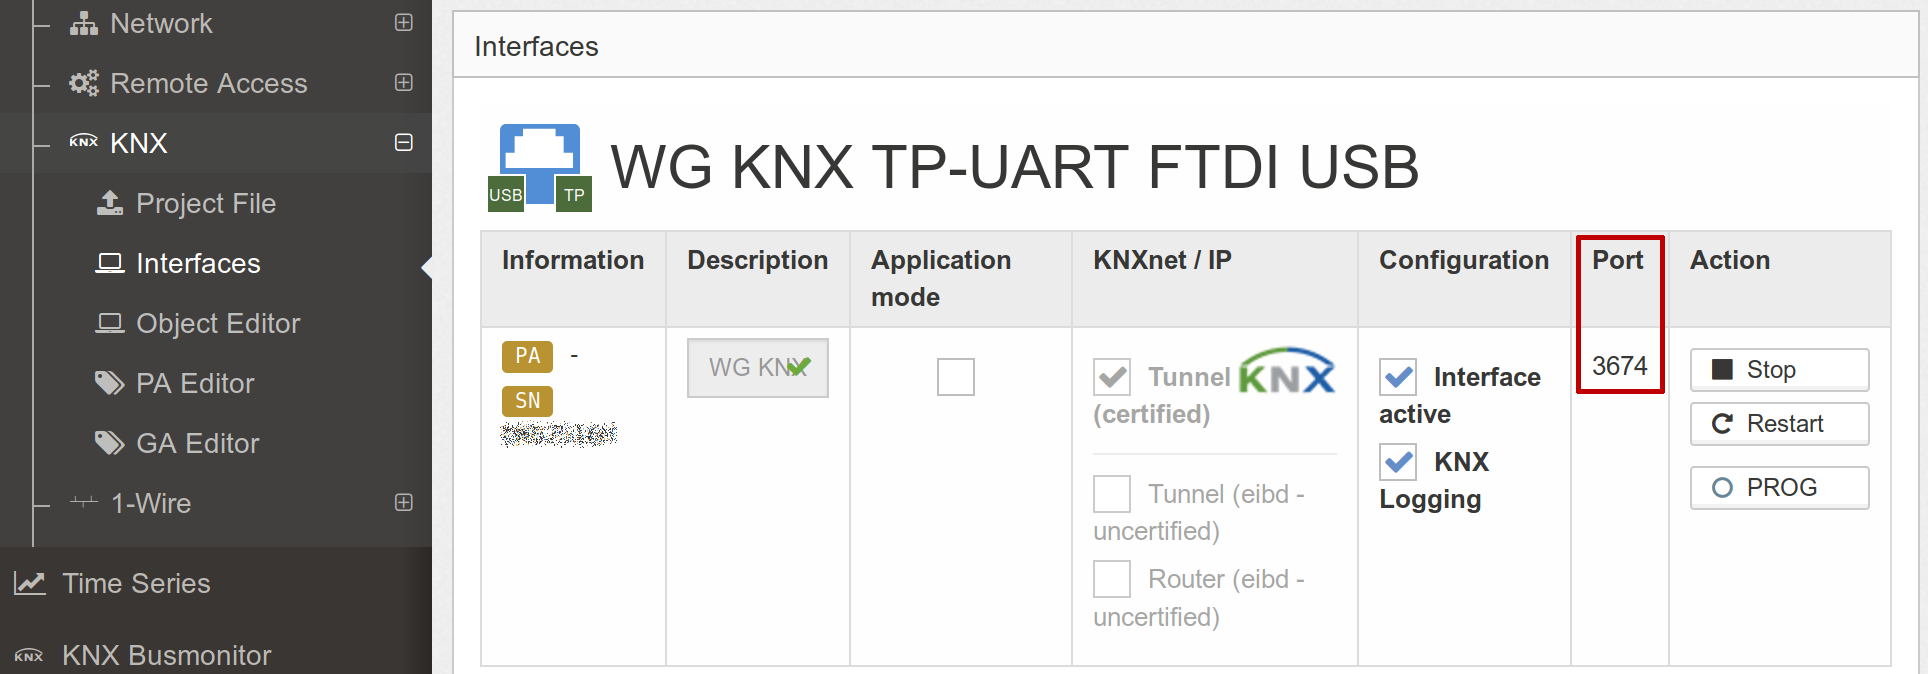 Network
Remote Access
KNX KNX
Project File
Interfaces
Object Editor
PA Editor
GA Editor
1-Wire
Time Series
KNX KNX Busmonitor
Interfaces
USB TP
WG KNX TP-UART FTDI USB
Information Description Application mode KNXnet / IP Configuration Port Action
PA -
SN
WG KNX
Tunnel KNX
(certified)
Tunnel (eibd -
uncertified)
Router (eibd -
uncertified)
Interface
active
KNX
Logging
3674
Stop
Restart
PROG